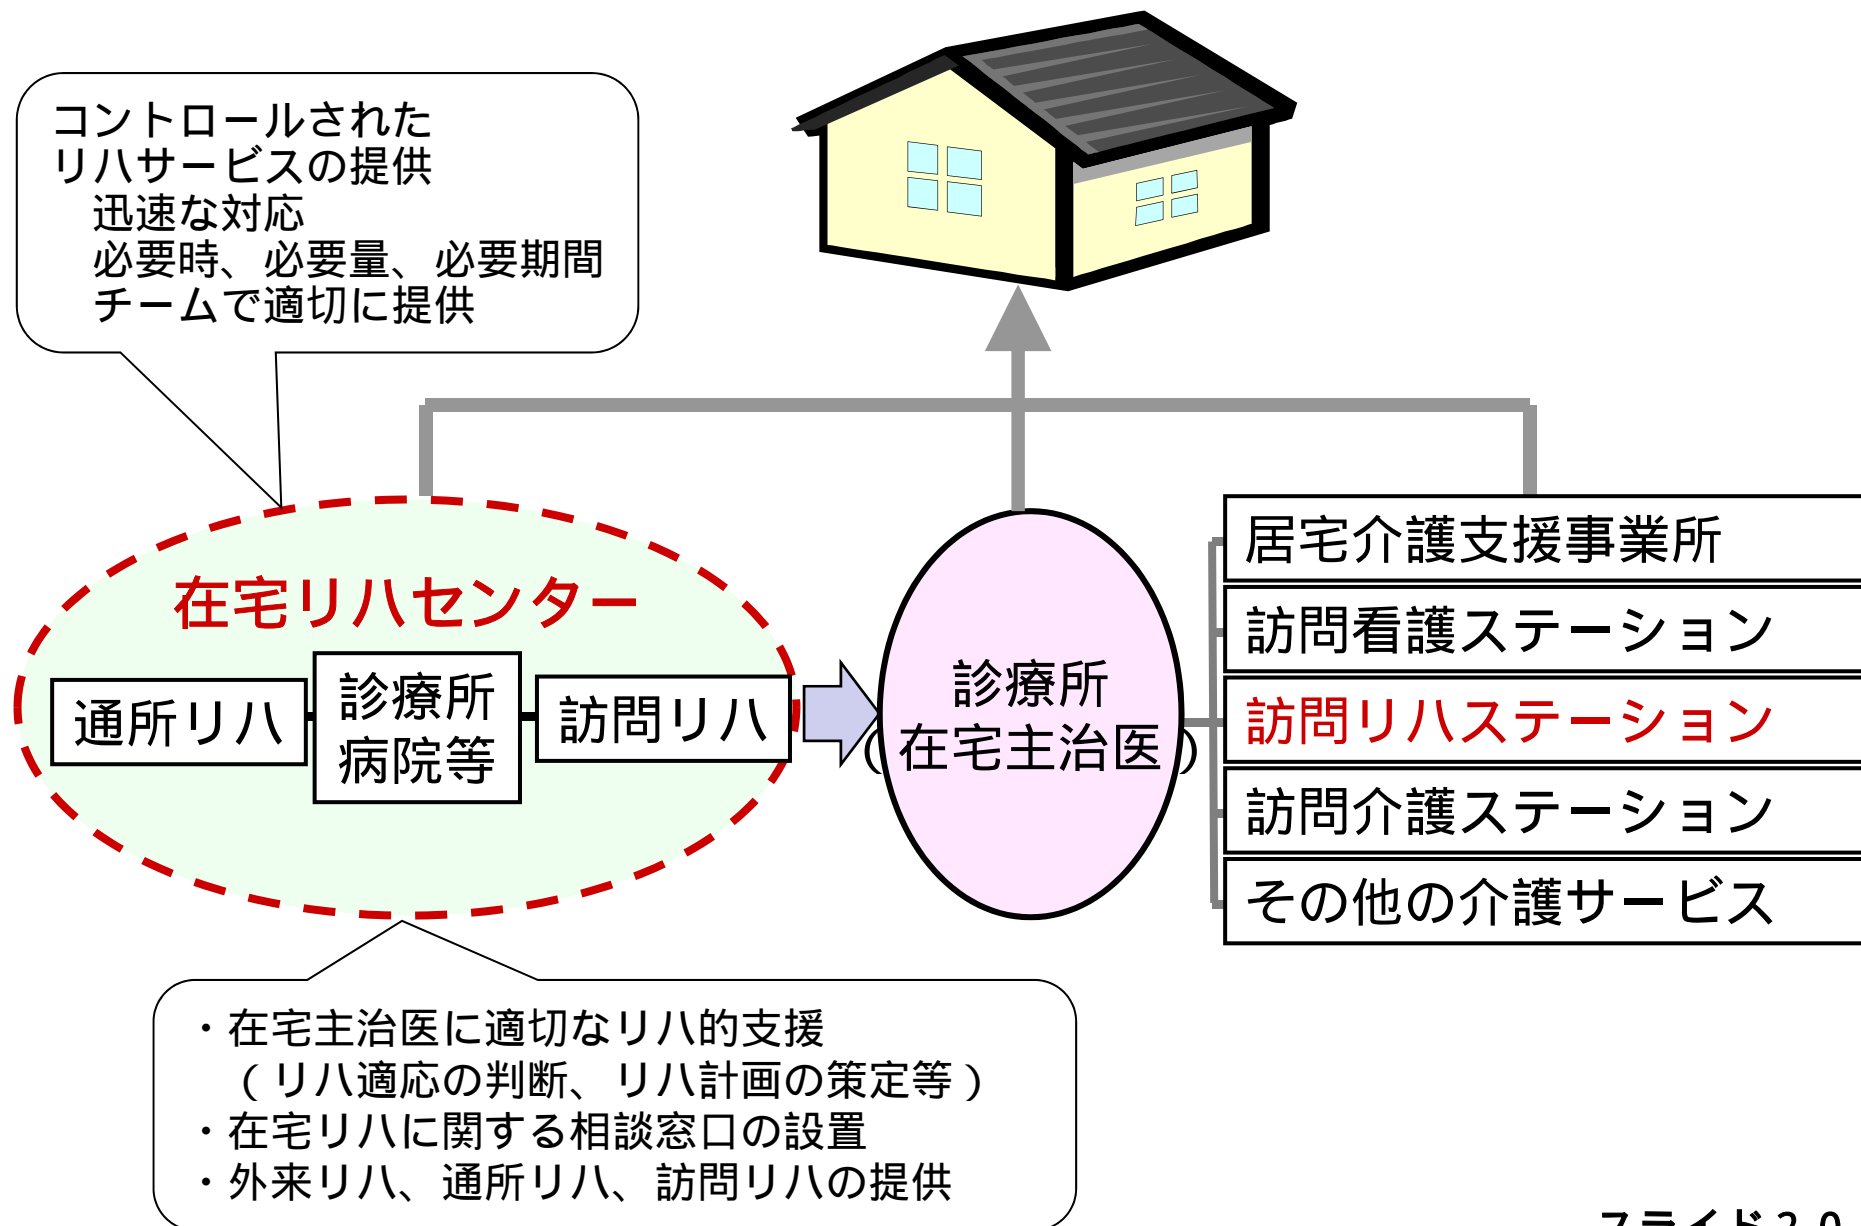 コントロールされた
リハサービスの提供
迅速な対応
必要時、必要量、必要期間
チームで適切に提供
在宅リハセンター
通所リハ
診療所
病院等
訪問リハ
診療所
（在宅主治医）
居宅介護支援事業所
訪問看護ステーション
訪問リハステーション
訪問介護ステーション
その他の介護サービス
・在宅主治医に適切なリハ的支援
（リハ適応の判断、リハ計画の策定等）
・在宅リハに関する相談窓口の設置
・外来リハ、通所リハ、訪問リハの提供
スライド２０